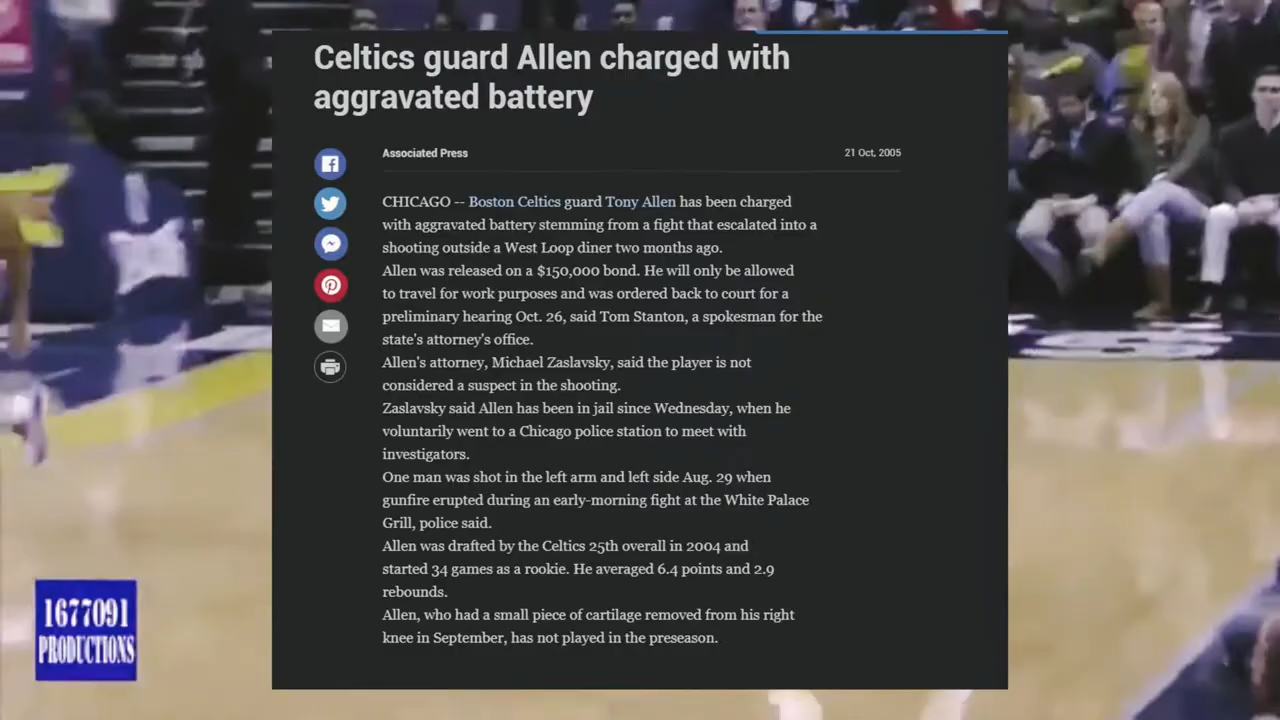 Celtics guard Allen charged with
aggravated battery
Associated Press
21 Oct, 2005
CHICAGO -- Boston Celtics guard Tony Allen has been charged
with aggravated battery stemming from a fight that escalated into a
shooting outside a West Loop diner two months ago.
Allen was released on a $150,000 bond. He will only be allowed
to travel for work purposes and was ordered back to court for a
preliminary hearing Oct. 26, said Tom Stanton, a spokesman for the
state's attorney's office.
Allen's attorney, Michael Zaslavsky, said the player is not
considered a suspect in the shooting.
Zaslavsky said Allen has been in jail since Wednesday, when he
voluntarily went to a Chicago police station to meet with
investigators.
One man was shot in the left arm and left side Aug. 29 when
gunfire erupted during an early-morning fight at the White Palace
Grill, police said.
Allen was drafted by the Celtics 25th overall in 2004 and
started 34 games as a rookie. He averaged 6.4 points and 2.9
rebounds.
Allen, who had a small piece of cartilage removed from his right
knee in September, has not played in the preseason.
1677091
PRODUCTIONS